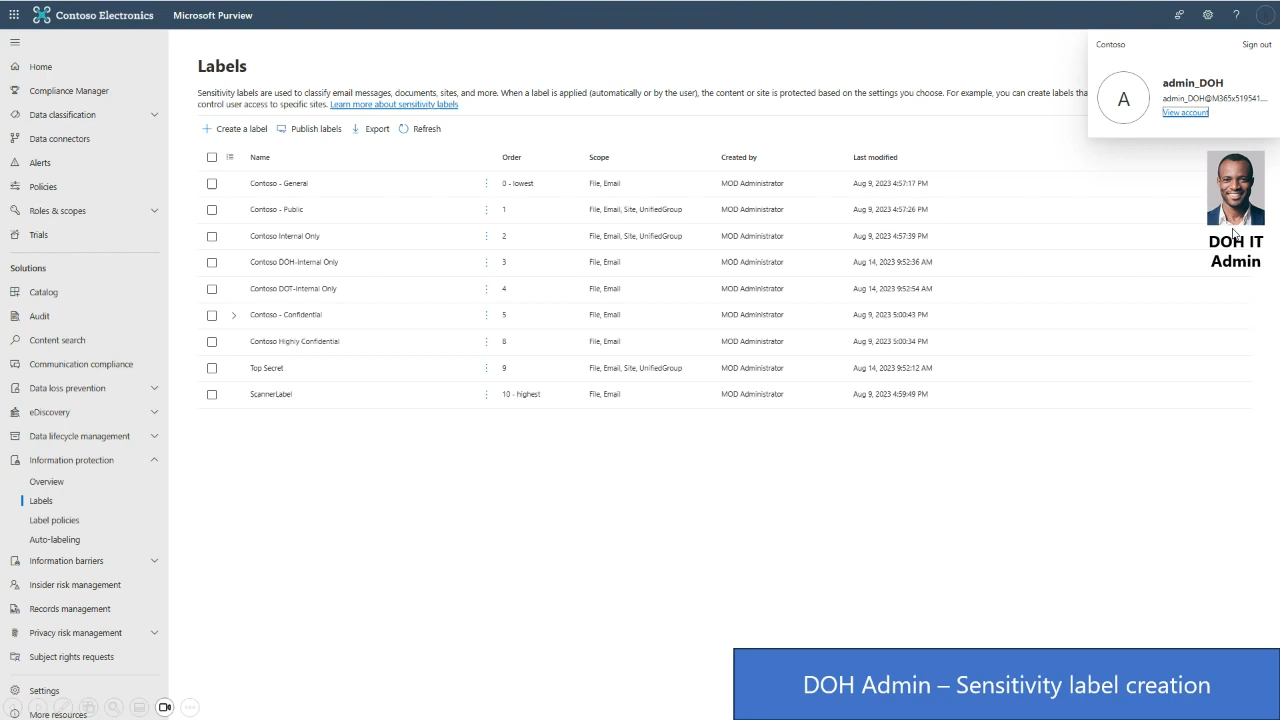 Contoso Electronics Microsoft Purview
Contoso Sign out
A
admin_DOH
admin_DOH@M365x519541....
View account
DOH IT
Admin
Home
Compliance Manager
Data classification
Data connectors
Alerts
Policies
Roles & scopes
Trials
Solutions
Catalog
Audit
Content search
Communication compliance
Data loss prevention
eDiscovery
Data lifecycle management
Information protection
Overview
Labels
Label policies
Auto-labeling
Information barriers
Insider risk management
Records management
Privacy risk management
Subject rights requests
Settings
More resources
Labels
Sensitivity labels are used to classify email messages, documents, sites, and more. When a label is applied (automatically or by the user), the content or site is protected based on the settings you choose. For example, you can create labels tha
control user access to specific sites. Learn more about sensitivity labels
Create a label Publish labels Export Refresh
Name Order Scope Created by Last modified
Contoso - General 0 - lowest File, Email MOD Administrator Aug 9, 2023 4:57:17 PM
Contoso - Public 1 File, Email, Site, UnifiedGroup MOD Administrator Aug 9, 2023 4:57:26 PM
Contoso Internal Only 2 File, Email, Site, UnifiedGroup MOD Administrator Aug 9, 2023 4:57:39 PM
Contoso DOH-Internal Only 3 File, Email MOD Administrator Aug 14, 2023 9:52:36 AM
Contoso DOT-Internal Only 4 File, Email MOD Administrator Aug 14, 2023 9:52:54 AM
Contoso - Confidential 5 File, Email MOD Administrator Aug 9, 2023 5:00:43 PM
Contoso Highly Confidential 8 File, Email MOD Administrator Aug 9, 2023 5:00:34 PM
Top Secret 9 File, Email, Site, UnifiedGroup MOD Administrator Aug 14, 2023 9:52:12 AM
ScannerLabel 10 - highest File, Email MOD Administrator Aug 9, 2023 4:59:49 PM
DOH Admin – Sensitivity label creation